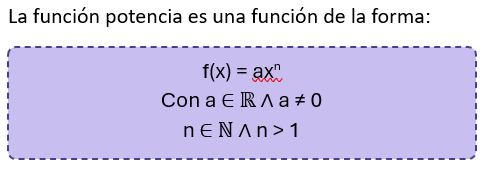 La función potencia es una función de la forma:
f(x) = axⁿ
Con a ∈ ℝ ∧ a ≠ 0
n ∈ ℕ ∧ n > 1